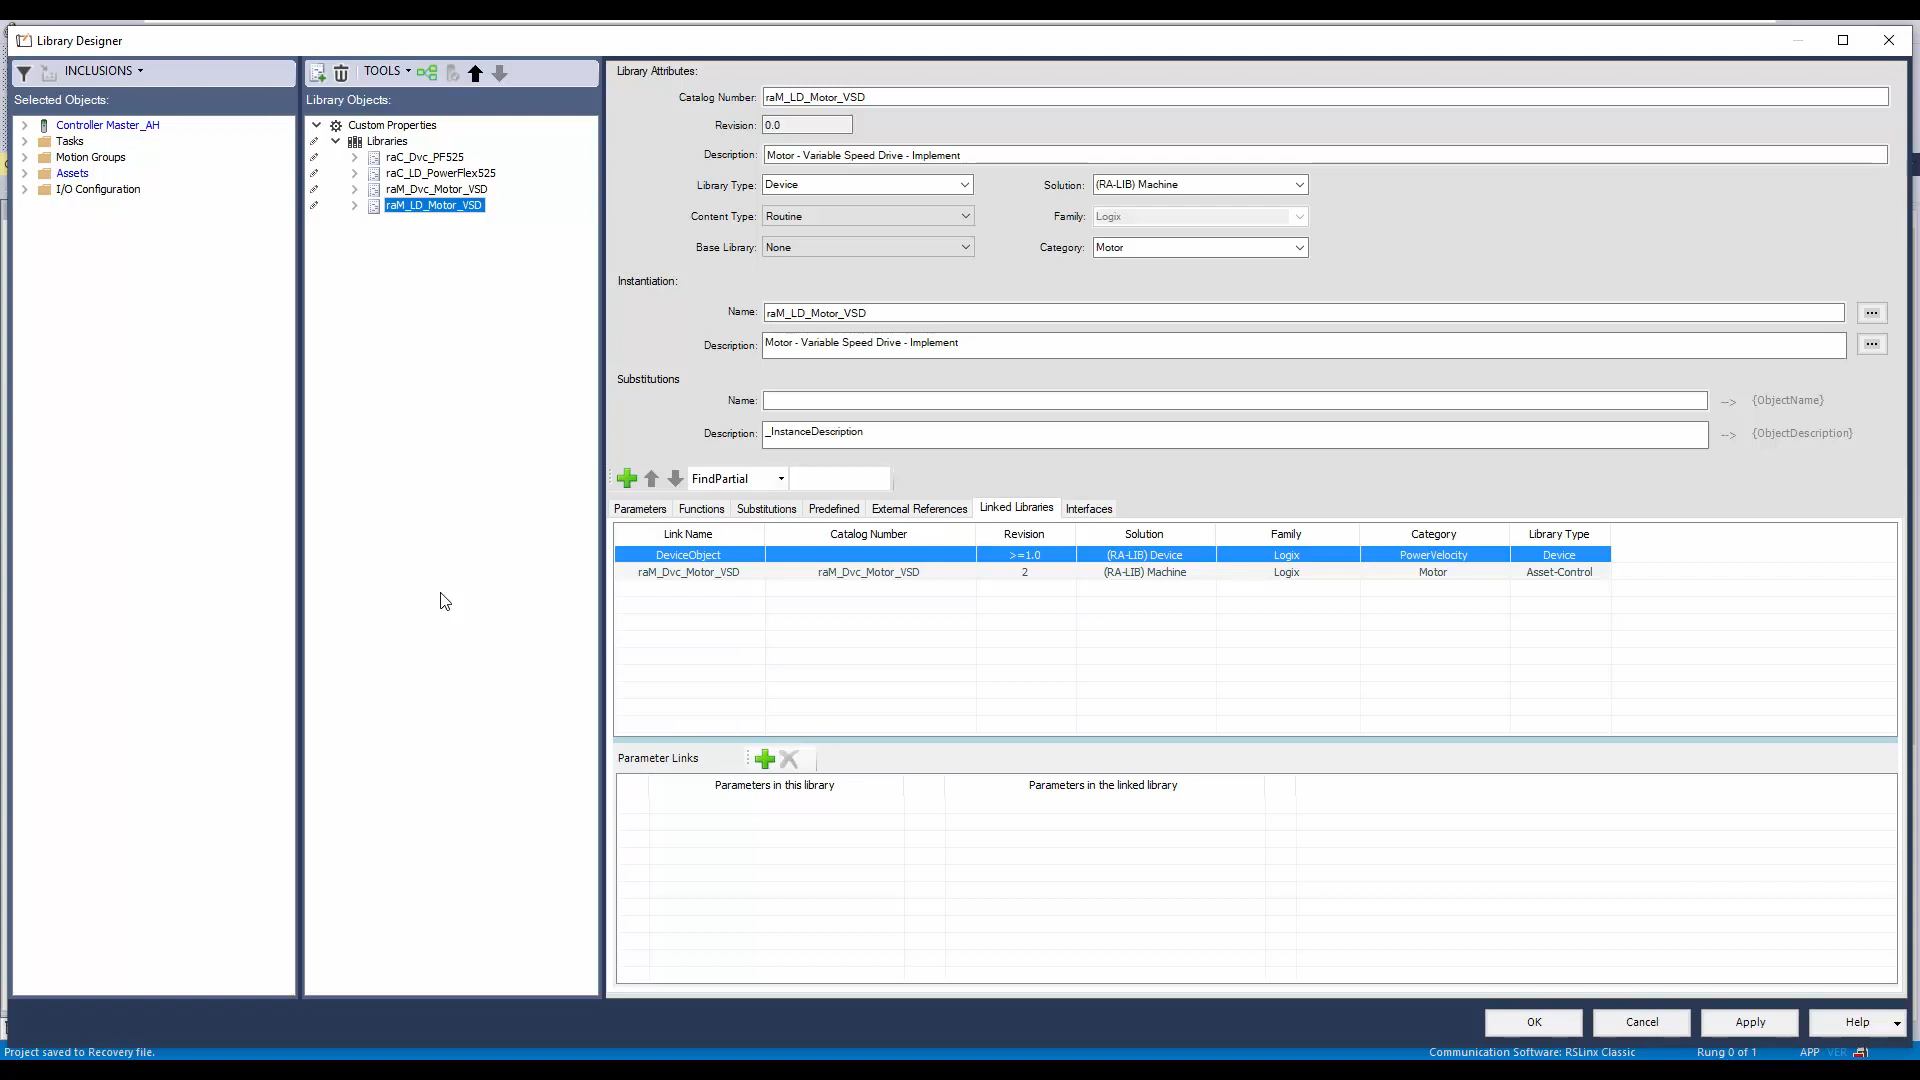 Library Designer
INCLUSIONS
TOOLS
Selected Objects:
Library Objects:
Controller Master_AH
Tasks
Motion Groups
Assets
I/O Configuration
Custom Properties
Libraries
raC_Dvc_PF525
raC_LD_PowerFlex525
raM_Dvc_Motor_VSD
raM_LD_Motor_VSD
Library Attributes:
Catalog Number: raM_LD_Motor_VSD
Revision: 0.0
Description: Motor - Variable Speed Drive - Implement
Library Type: Device Solution: (RA-LIB) Machine
Content Type: Routine Family: Logix
Base Library: None Category: Motor
Instantiation:
Name: raM_LD_Motor_VSD ...
Description: Motor - Variable Speed Drive - Implement ...
Substitutions
Name: --> {ObjectName}
Description: _InstanceDescription --> {ObjectDescription}
FindPartial
Parameters Functions Substitutions Predefined External References Linked Libraries Interfaces
Link Name Catalog Number Revision Solution Family Category Library Type
DeviceObject >=1.0 (RA-LIB) Device Logix PowerVelocity Device
raM_Dvc_Motor_VSD raM_Dvc_Motor_VSD 2 (RA-LIB) Machine Logix Motor Asset-Control
Parameter Links
Parameters in this library Parameters in the linked library
OK Cancel Apply Help
Project saved to Recovery file. Communication Software: RSLinx Classic Rung 0 of 1 APP VER